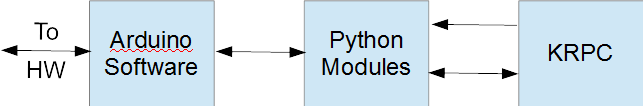 To
HW
Arduino
Software
Python
Modules
KRPC